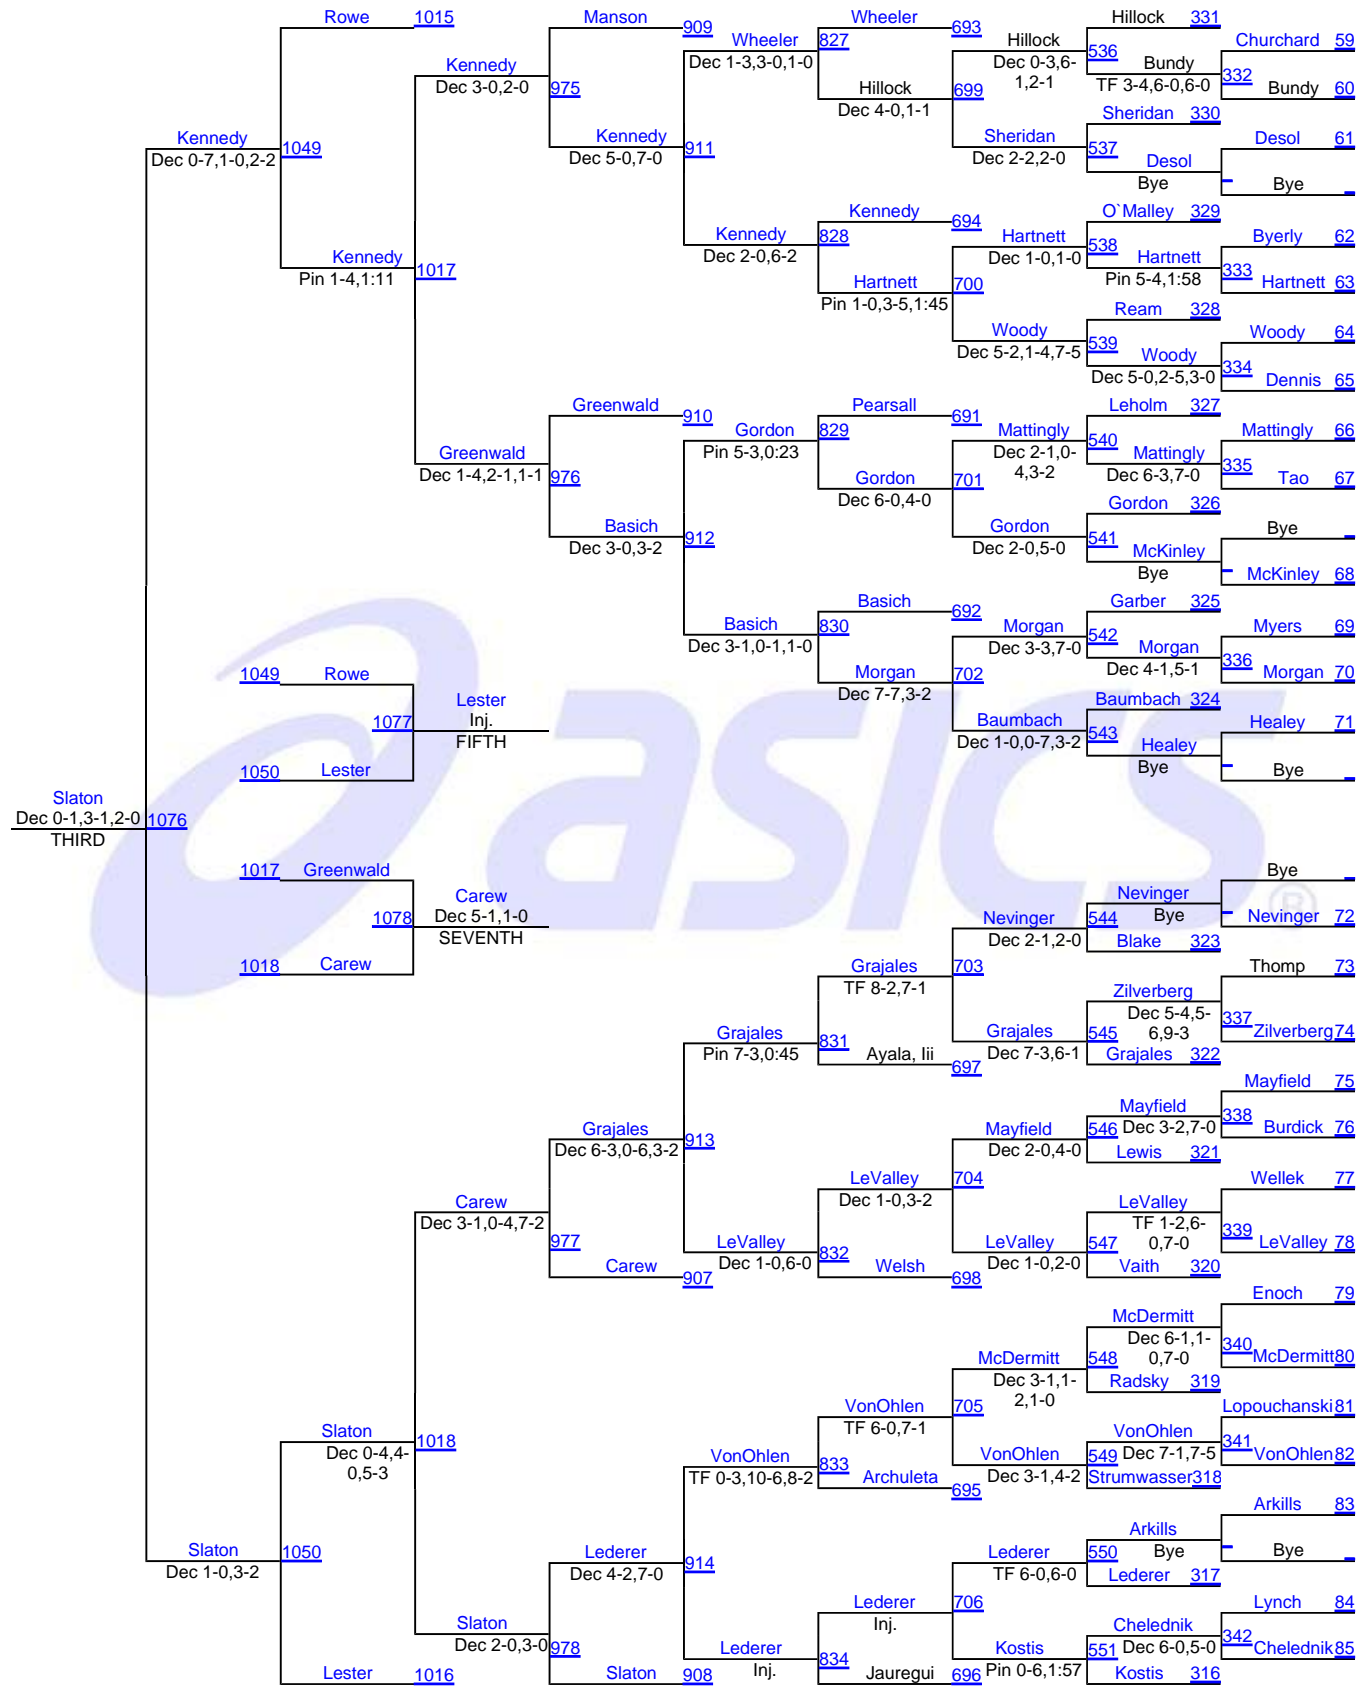 Rowe 1015
Manson 909
Wheeler 693
Hillock 331
Wheeler 827
Dec 1-3,3-0,1-0
Hillock
Dec 0-3,6-
1,2-1
536
Churchard 59
Bundy
TF 3-4,6-0,6-0
332
Bundy 60
Kennedy
Dec 3-0,2-0
975
Hillock
Dec 4-0,1-1
699
Sheridan 330
Kennedy
Dec 0-7,1-0,2-2
1049
Kennedy
Dec 5-0,7-0
911
Sheridan
Dec 2-2,2-0
537
Desol
Bye
Desol 61
Bye
O`Malley 329
Kennedy 694
Kennedy
Dec 2-0,6-2
828
Hartnett
Dec 1-0,1-0
538
Hartnett
Pin 5-4,1:58
333
Byerly 62
Hartnett 63
Kennedy
Pin 1-4,1:11
1017
Hartnett
Pin 1-0,3-5,1:45
700
Ream 328
Woody
Dec 5-2,1-4,7-5
539
Woody
Dec 5-0,2-5,3-0
334
Woody 64
Dennis 65
Greenwald 910
Pearsall 691
Leholm 327
Gordon
Pin 5-3,0:23
829
Mattingly
Dec 2-1,0-
4,3-2
540
Mattingly
Dec 6-3,7-0
335
Mattingly 66
Tao 67
Greenwald
Dec 1-4,2-1,1-1
976
Gordon
Dec 6-0,4-0
701
Gordon 326
Basich
Dec 3-0,3-2
912
Gordon
Dec 2-0,5-0
541
McKinley
Bye
Bye
McKinley 68
Basich 692
Garber 325
Basich
Dec 3-1,0-1,1-0
830
Morgan
Dec 3-3,7-0
542
Morgan
Dec 4-1,5-1
336
Myers 69
Morgan 70
1049 Rowe
Morgan
Dec 7-7,3-2
702
Baumbach 324
1077
Lester
Inj.
FIFTH
Baumbach
Dec 1-0,0-7,3-2
543
Healey
Bye
Healey 71
Bye
1050 Lester
asics
Slaton
Dec 0-1,3-1,2-0
1076
THIRD
1017 Greenwald
1078
Carew
Dec 5-1,1-0
SEVENTH
Nevinger
Dec 2-1,2-0
544
Nevinger
Bye
Bye
®
Nevinger 72
Blake 323
1018 Carew
Grajales
TF 8-2,7-1
703
Thomp 73
Zilverberg
Dec 5-4,5-
6,9-3
337
Zilverberg 74
Grajales
Pin 7-3,0:45
831
Ayala, Iii 697
Grajales
Dec 7-3,6-1
545
Grajales 322
Mayfield 75
Mayfield
Dec 3-2,7-0
338
Burdick 76
Grajales
Dec 6-3,0-6,3-2
913
Mayfield
Dec 2-0,4-0
546
Lewis 321
LeValley
Dec 1-0,3-2
704
Wellek 77
Carew
Dec 3-1,0-4,7-2
977
LeValley
TF 1-2,6-
0,7-0
339
LeValley 78
LeValley
Dec 1-0,6-0
832
LeValley
Dec 1-0,2-0
547
Carew 907
Welsh 698
Vaith 320
Enoch 79
McDermitt
Dec 6-1,1-
0,7-0
340
McDermitt 80
McDermitt
Dec 3-1,1-
2,1-0
548
Radsky 319
VonOhlen
TF 6-0,7-1
705
Lopouchanski 81
Slaton
Dec 0-4,4-
0,5-3
1018
VonOhlen
Dec 7-1,7-5
341
VonOhlen 82
VonOhlen
TF 0-3,10-6,8-2
833
Archuleta 695
VonOhlen
Dec 3-1,4-2
549
Strumwasser 318
Arkills 83
Slaton
Dec 1-0,3-2
1050
Lederer
Dec 4-2,7-0
914
Lederer
TF 6-0,6-0
550
Arkills
Bye
Bye
Lederer 317
Lederer
Inj.
706
Lynch 84
Slaton
Dec 2-0,3-0
978
Lederer
Inj.
834
Kostis
Pin 0-6,1:57
551
Chelednik
Dec 6-0,5-0
342
Chelednik 85
Lester 1016
Slaton 908
Jauregui 696
Kostis 316